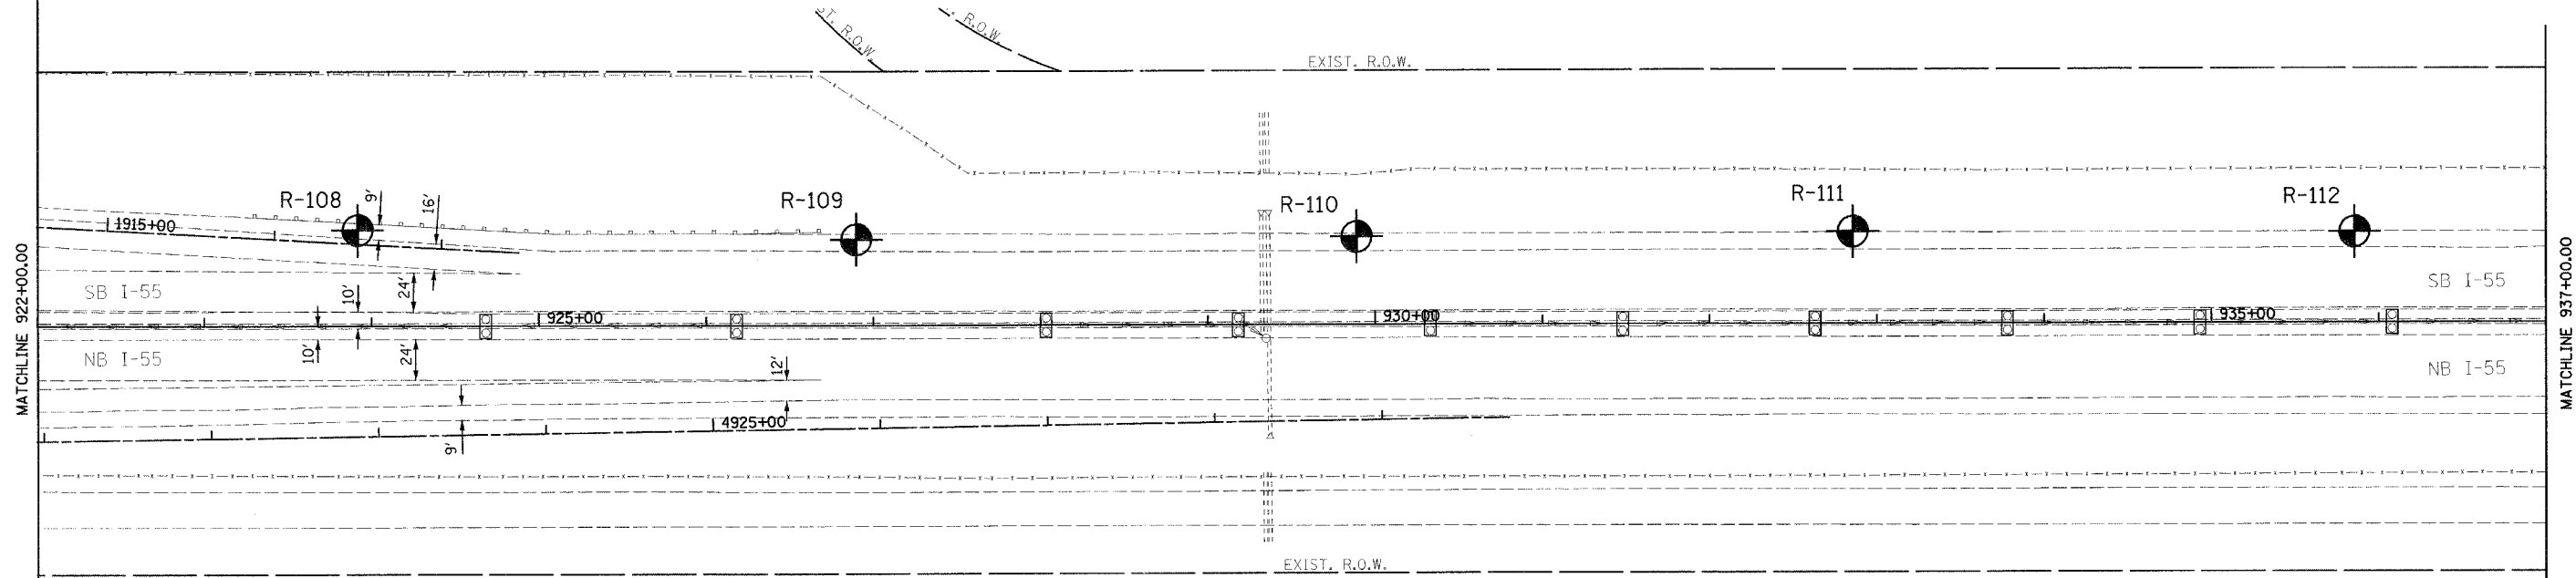 ST. R.O.W.
. R.O.W.
EXIST. R.O.W.
R-108
9'
16'
R-109
R-110
R-111
R-112
1915+00
MATCHLINE 922+00.00
MATCHLINE 937+00.00
SB I-55
10'
24'
SB I-55
925+00
930+00
935+00
NB I-55
10'
24'
12'
NB I-55
4925+00
9'
EXIST. R.O.W.